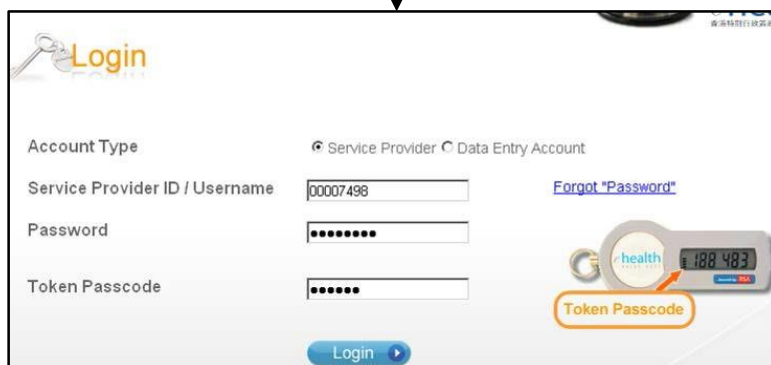 Login
Account Type
Service Provider Data Entry Account
Service Provider ID / Username
00007498
Forgot "Password"
Password
●●●●●●●●
health
188 483
RSA
Token Passcode
●●●●●●
Token Passcode
Login